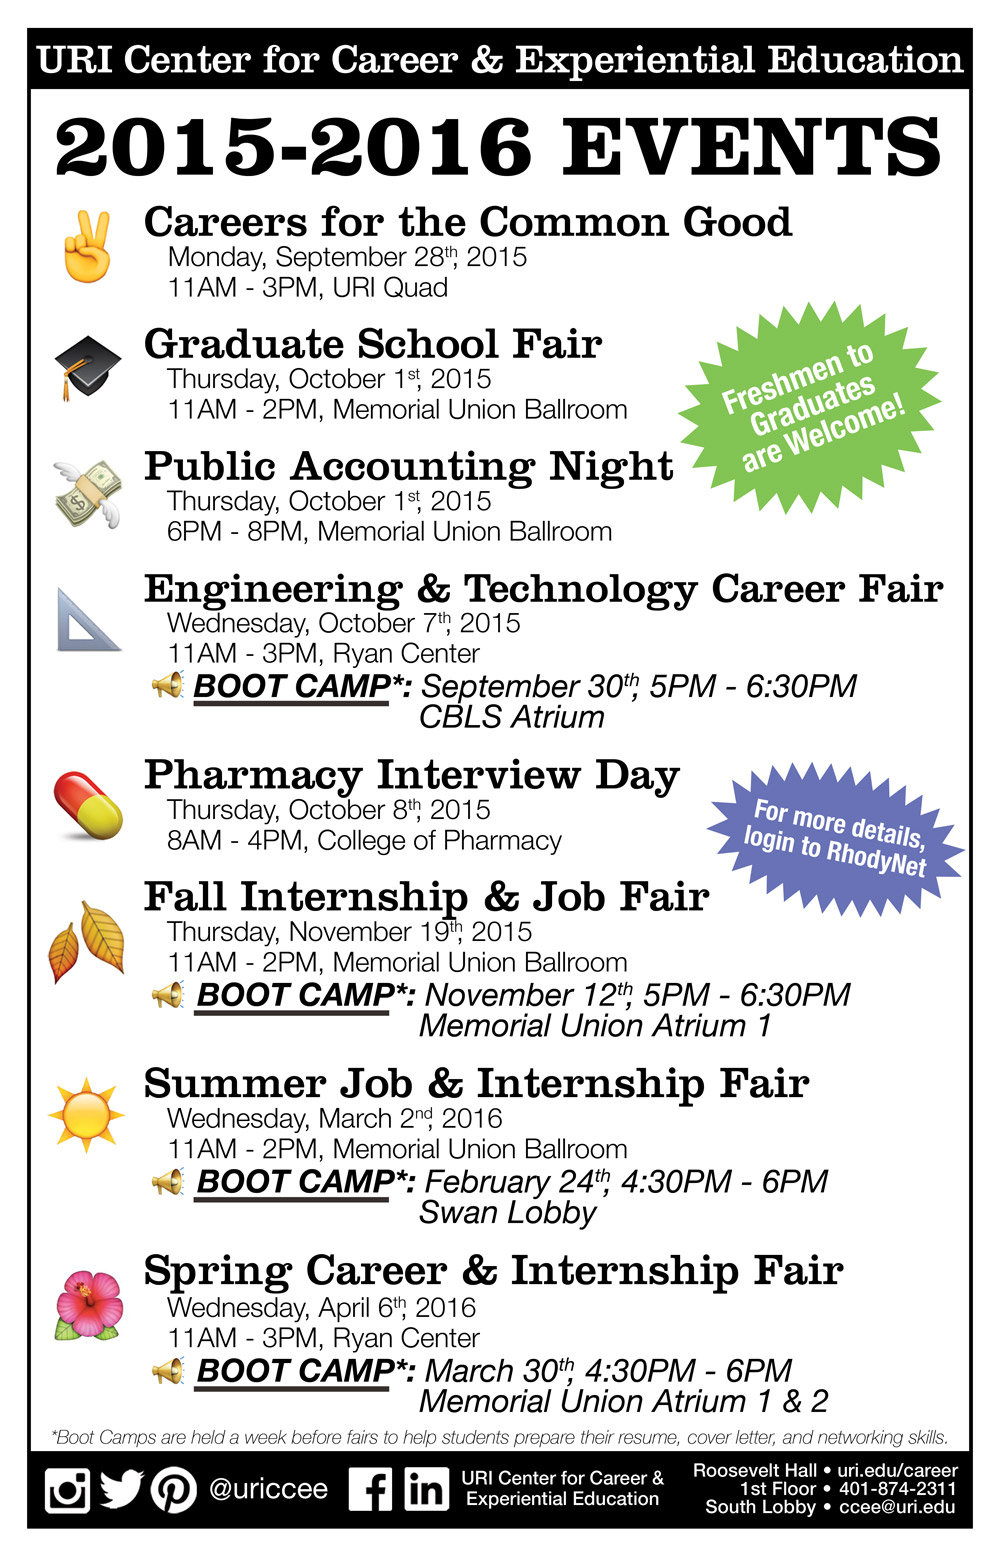 URI Center for Career & Experiential Education
2015-2016 EVENTS
Careers for the Common Good
Monday, September 28th, 2015
11AM - 3PM, URI Quad
Graduate School Fair
Thursday, October 1st, 2015
11AM - 2PM, Memorial Union Ballroom
Freshmen to
Graduates
are Welcome!
Public Accounting Night
Thursday, October 1st, 2015
6PM - 8PM, Memorial Union Ballroom
Engineering & Technology Career Fair
Wednesday, October 7th, 2015
11AM - 3PM, Ryan Center
BOOT CAMP*: September 30th, 5PM - 6:30PM
CBLS Atrium
Pharmacy Interview Day
Thursday, October 8th, 2015
8AM - 4PM, College of Pharmacy
For more details,
login to RhodyNet
Fall Internship & Job Fair
Thursday, November 19th, 2015
11AM - 2PM, Memorial Union Ballroom
BOOT CAMP*: November 12th, 5PM - 6:30PM
Memorial Union Atrium 1
Summer Job & Internship Fair
Wednesday, March 2nd, 2016
11AM - 2PM, Memorial Union Ballroom
BOOT CAMP*: February 24th, 4:30PM - 6PM
Swan Lobby
Spring Career & Internship Fair
Wednesday, April 6th, 2016
11AM - 3PM, Ryan Center
BOOT CAMP*: March 30th, 4:30PM - 6PM
Memorial Union Atrium 1 & 2
*Boot Camps are held a week before fairs to help students prepare their resume, cover letter, and networking skills.
@uriccee
URI Center for Career &
Experiential Education
Roosevelt Hall • uri.edu/career
1st Floor • 401-874-2311
South Lobby • ccee@uri.edu